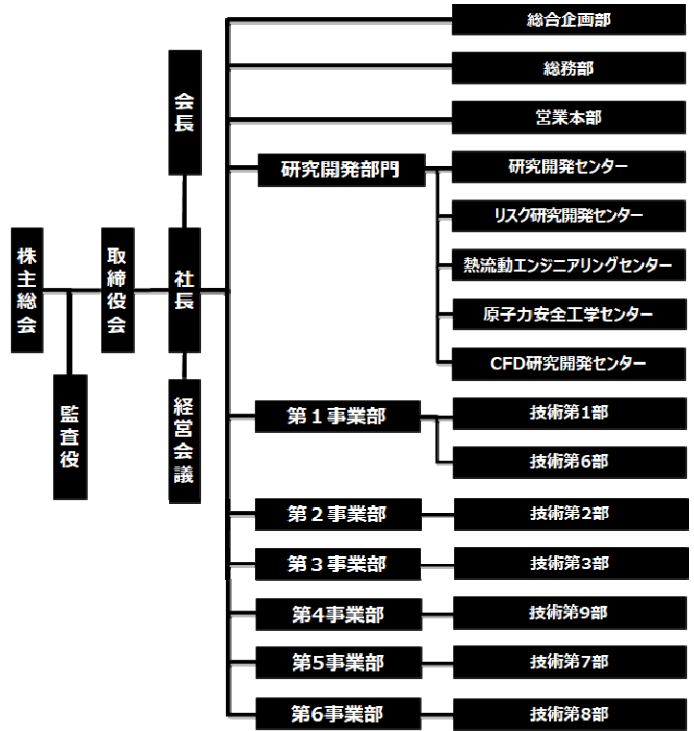 株主総会
監査役
取締役会
会長
社長
経営会議
総合企画部
総務部
営業本部
研究開発部門
研究開発センター
リスク研究開発センター
熱流動エンジニアリングセンター
原子力安全工学センター
CFD研究開発センター
第１事業部
技術第1部
技術第6部
第２事業部
技術第2部
第３事業部
技術第3部
第4事業部
技術第9部
第5事業部
技術第7部
第6事業部
技術第8部